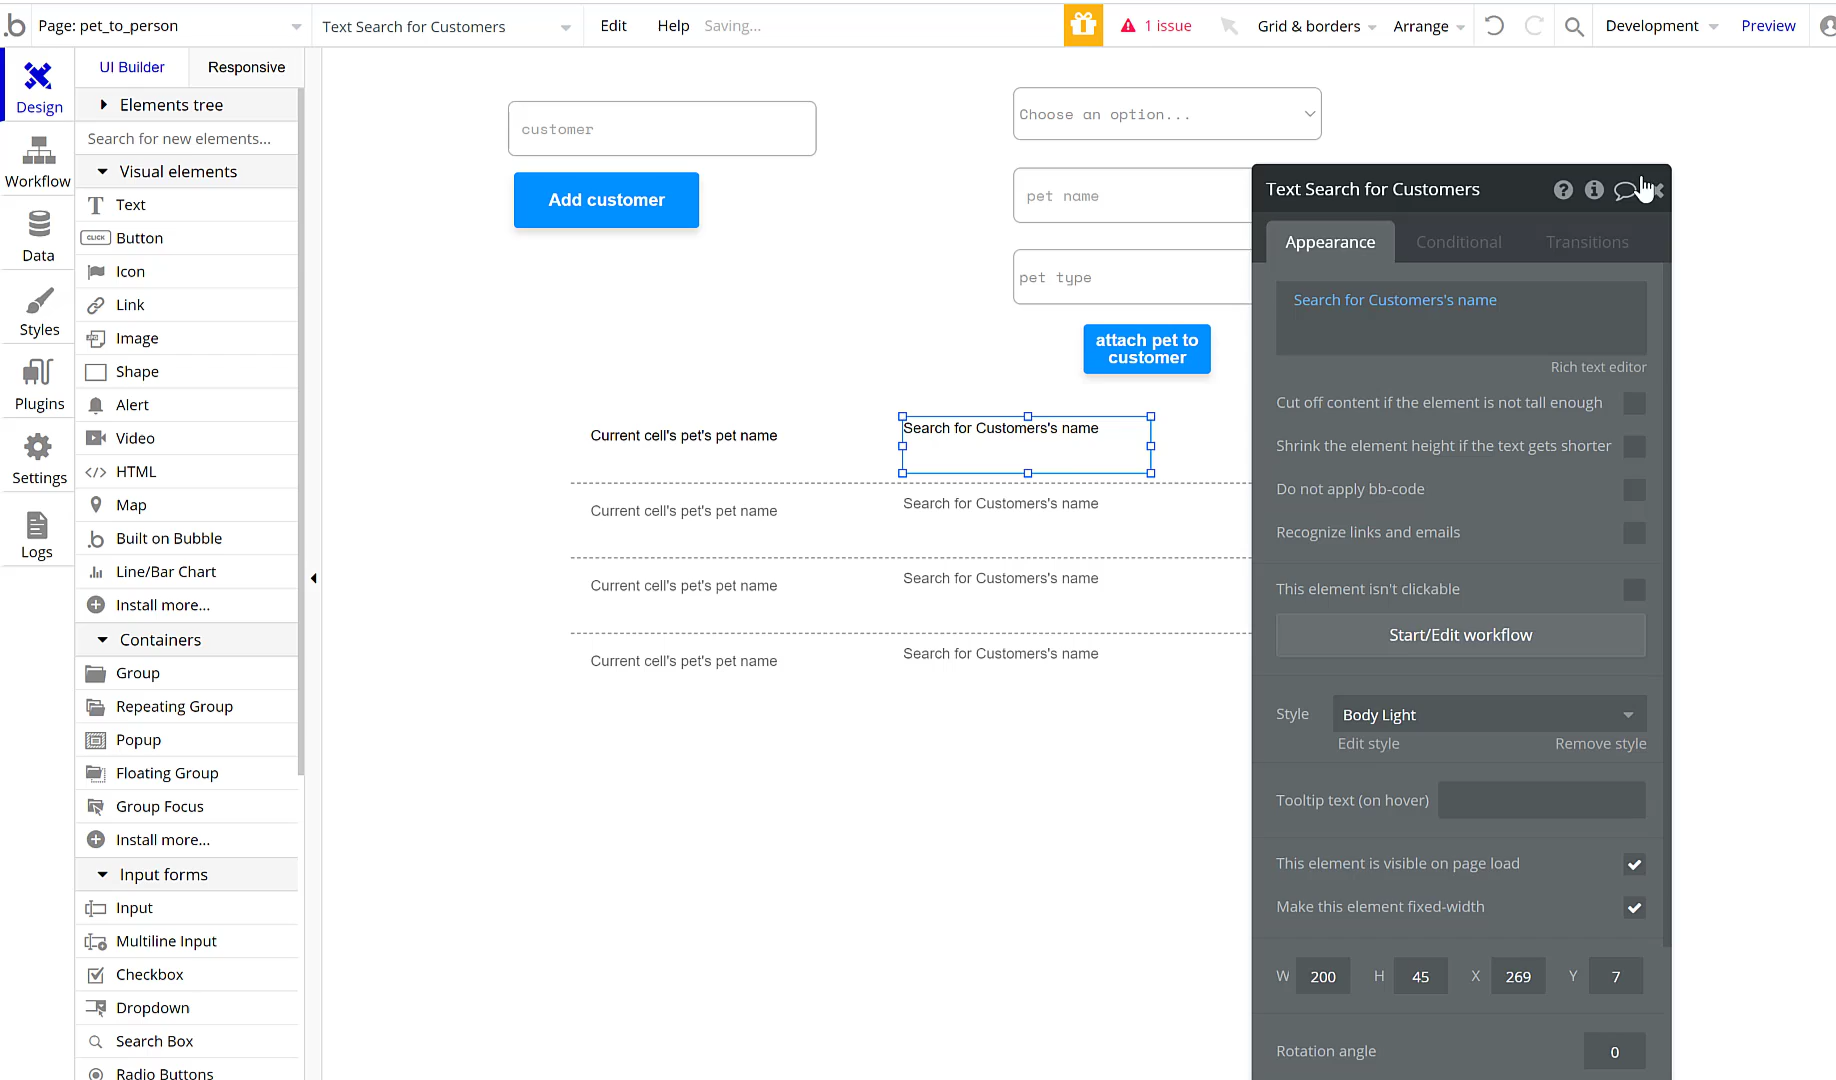 Page: pet_to_person
Text Search for Customers
Edit
Help
Saving...
1 issue
Grid & borders
Arrange
Development
Preview
UI Builder
Responsive
Design
Workflow
Data
Styles
Plugins
Settings
Logs
Elements tree
Search for new elements...
Visual elements
Text
CLICK
Button
Icon
Link
Image
Shape
Alert
Video
HTML
Map
Built on Bubble
Line/Bar Chart
Install more...
Containers
Group
Repeating Group
Popup
Floating Group
Group Focus
Install more...
Input forms
Input
Multiline Input
Checkbox
Dropdown
Search Box
Radio Buttons
customer
Add customer
Choose an option...
pet name
pet type
attach pet to
customer
Current cell's pet's pet name
Search for Customers's name
Current cell's pet's pet name
Search for Customers's name
Current cell's pet's pet name
Search for Customers's name
Current cell's pet's pet name
Search for Customers's name
Text Search for Customers
Appearance
Conditional
Transitions
Search for Customers's name
Rich text editor
Cut off content if the element is not tall enough
Shrink the element height if the text gets shorter
Do not apply bb-code
Recognize links and emails
This element isn't clickable
Start/Edit workflow
Style
Body Light
Edit style
Remove style
Tooltip text (on hover)
This element is visible on page load
Make this element fixed-width
W 200 H 45 X 269 Y 7
Rotation angle 0